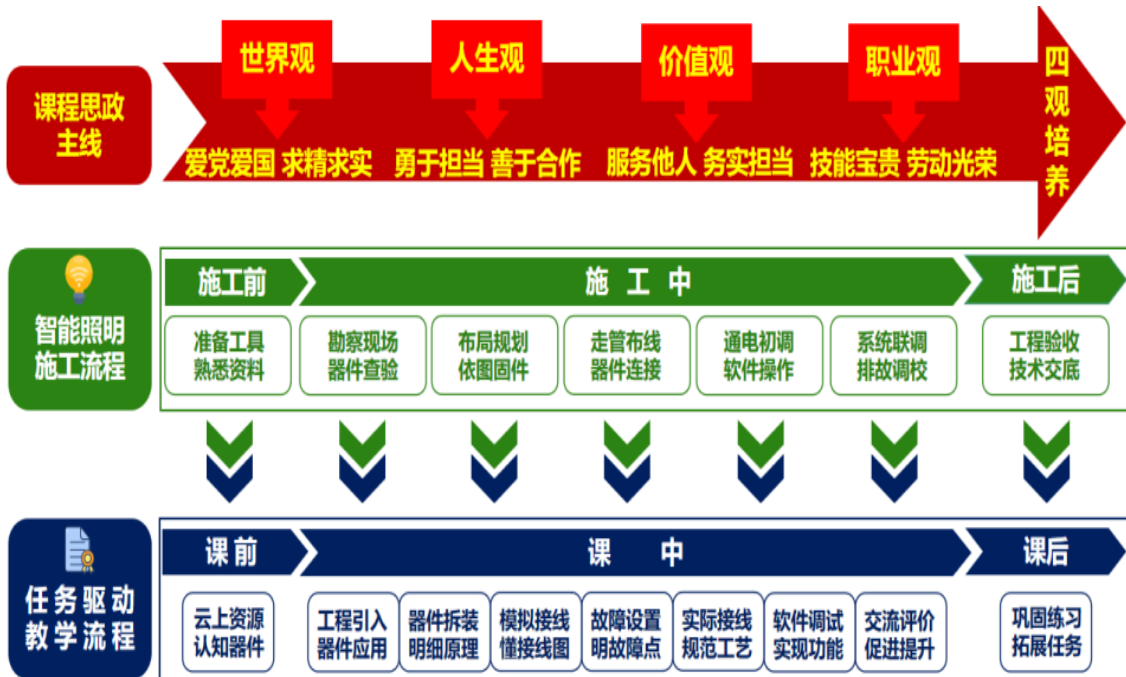 世界观
人生观
价值观
职业观
四观培养
课程思政
主线
爱党爱国 求精求实
勇于担当 善于合作
服务他人 务实担当
技能宝贵 劳动光荣
智能照明
施工流程
施工前
施工中
施工后
准备工具
熟悉资料
勘察现场
器件查验
布局规划
依图固件
走管布线
器件连接
通电初调
软件操作
系统联调
排故调校
工程验收
技术交底
任务驱动
教学流程
课前
课中
课后
云上资源
认知器件
工程引入
器件应用
器件拆装
明细原理
模拟接线
懂接线图
故障设置
明故障点
实际接线
规范工艺
软件调试
实现功能
交流评价
促进提升
巩固练习
拓展任务